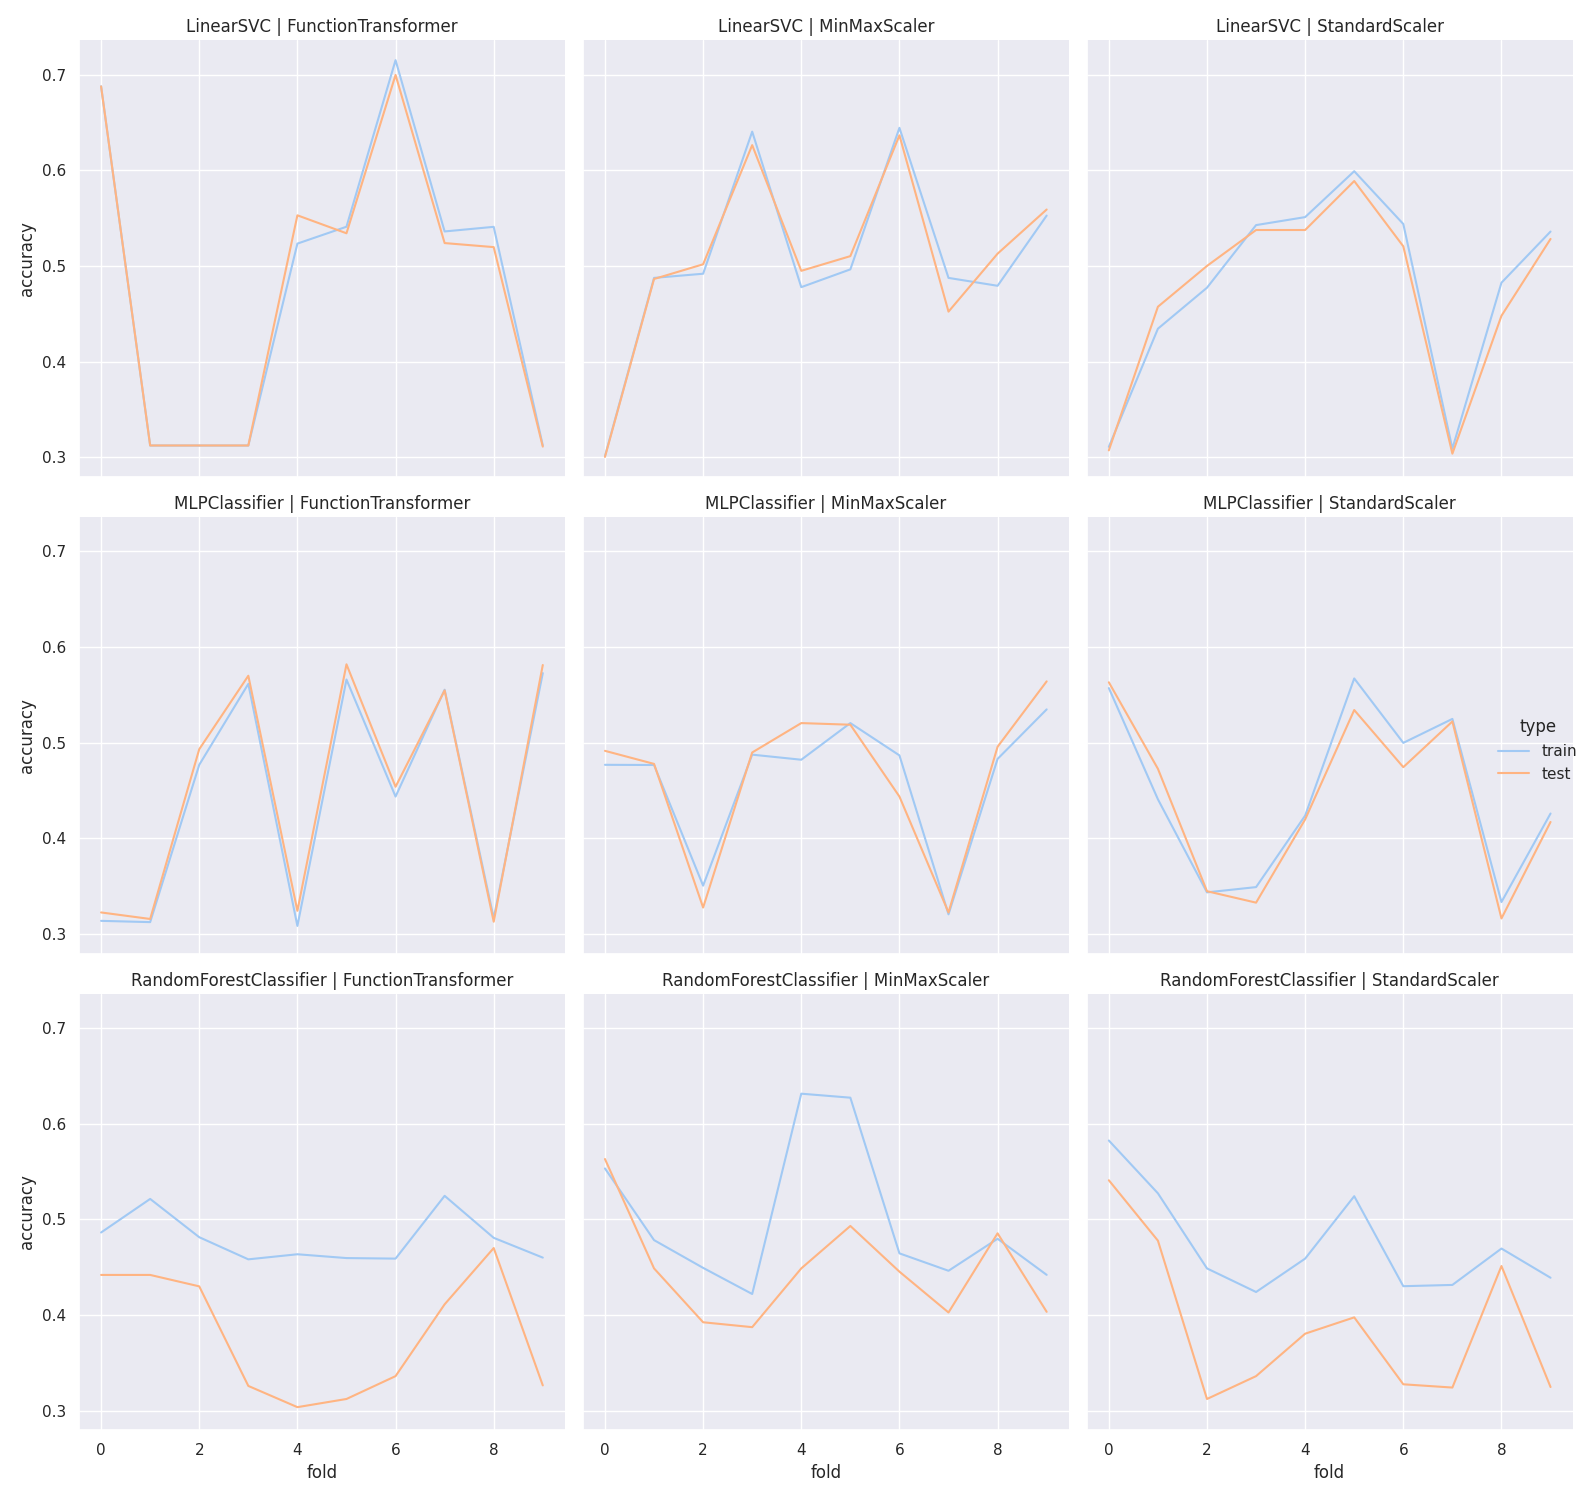 LinearSVC | FunctionTransformer
LinearSVC | MinMaxScaler
LinearSVC | StandardScaler
0.7
0.6
0.5
0.4
0.3
accuracy
MLPClassifier | FunctionTransformer
MLPClassifier | MinMaxScaler
MLPClassifier | StandardScaler
0.7
0.6
0.5
0.4
0.3
accuracy
type
train
test
RandomForestClassifier | FunctionTransformer
RandomForestClassifier | MinMaxScaler
RandomForestClassifier | StandardScaler
0.7
0.6
0.5
0.4
0.3
accuracy
0 2 4 6 8
0 2 4 6 8
0 2 4 6 8
fold
fold
fold